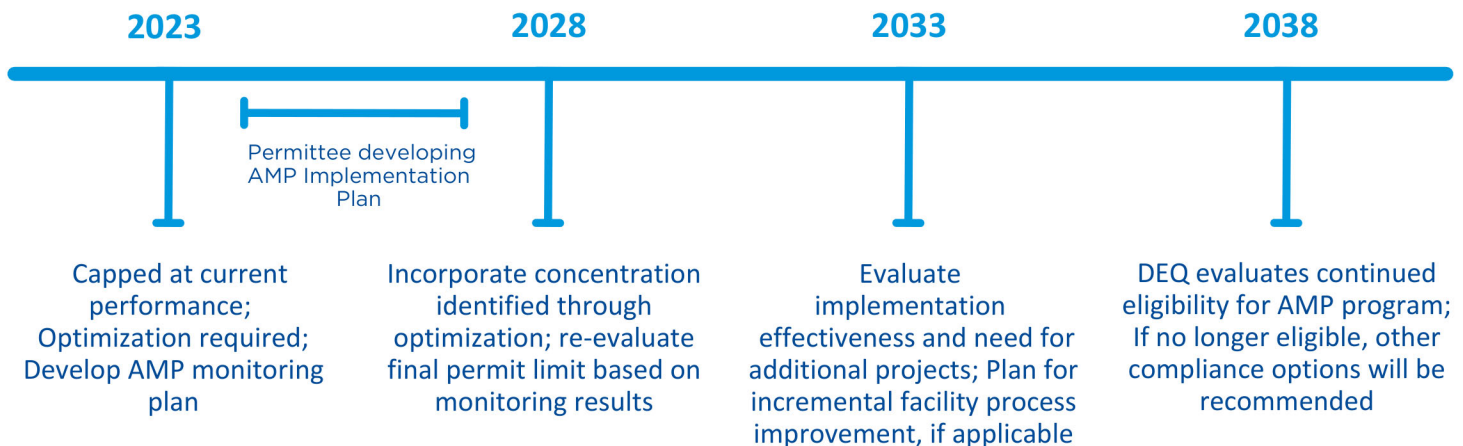 2023
2028
2033
2038
Permittee developing
AMP Implementation
Plan
Capped at current
performance;
Optimization required;
Develop AMP monitoring
plan
Incorporate concentration
identified through
optimization; re-evaluate
final permit limit based on
monitoring results
Evaluate
implementation
effectiveness and need for
additional projects; Plan for
incremental facility process
improvement, if applicable
DEQ evaluates continued
eligibility for AMP program;
If no longer eligible, other
compliance options will be
recommended